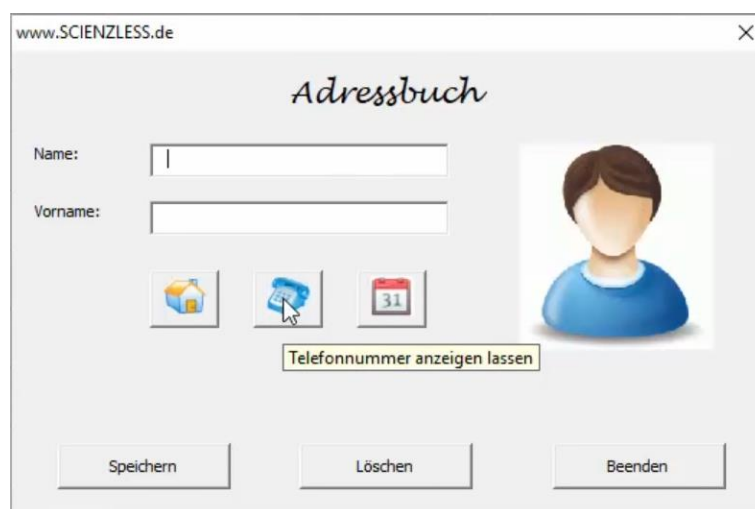 www.SCIENZLESS.de
Adressbuch
Name:
Vorname:
31
Telefonnummer anzeigen lassen
Speichern
Löschen
Beenden